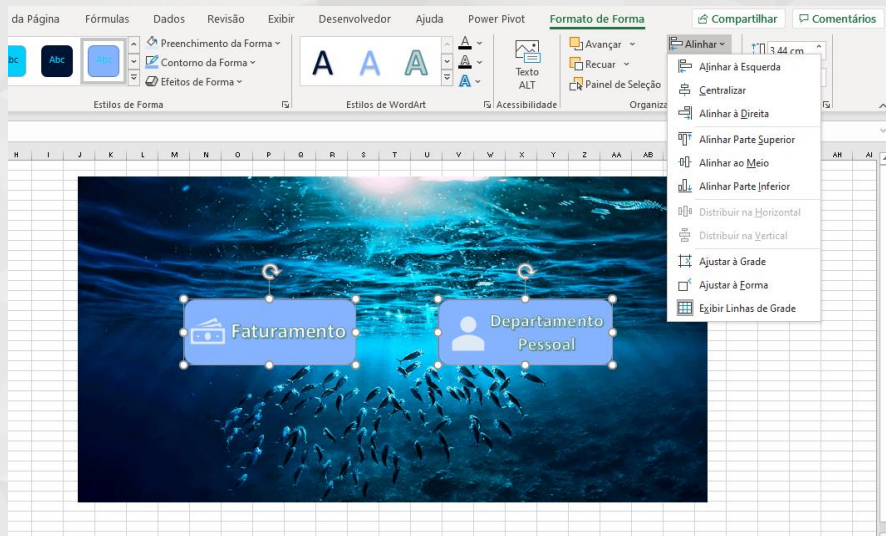 da Página Fórmulas Dados Revisão Exibir Desenvolvedor Ajuda Power Pivot Formato de Forma Compartilhar Comentários
Abc Abc
Preenchimento da Forma
Contorno da Forma
Efeitos de Forma
Estilos de Forma
A A A
A
A
A
Estilos de WordArt
Texto
ALT
Acessibilidade
Avançar
Recuar
Painel de Seleção
Organiza
Alinhar
3,44 cm
Alinhar à Esquerda
Centralizar
Alinhar à Direita
Alinhar Parte Superior
Alinhar ao Meio
Alinhar Parte Inferior
Distribuir na Horizontal
Distribuir na Vertical
Ajustar à Grade
Ajustar à Forma
Exibir Linhas de Grade
H I J K L M N O P Q R S T U V W X Y Z AA AB AH AI
Faturamento
Departamento
Pessoal